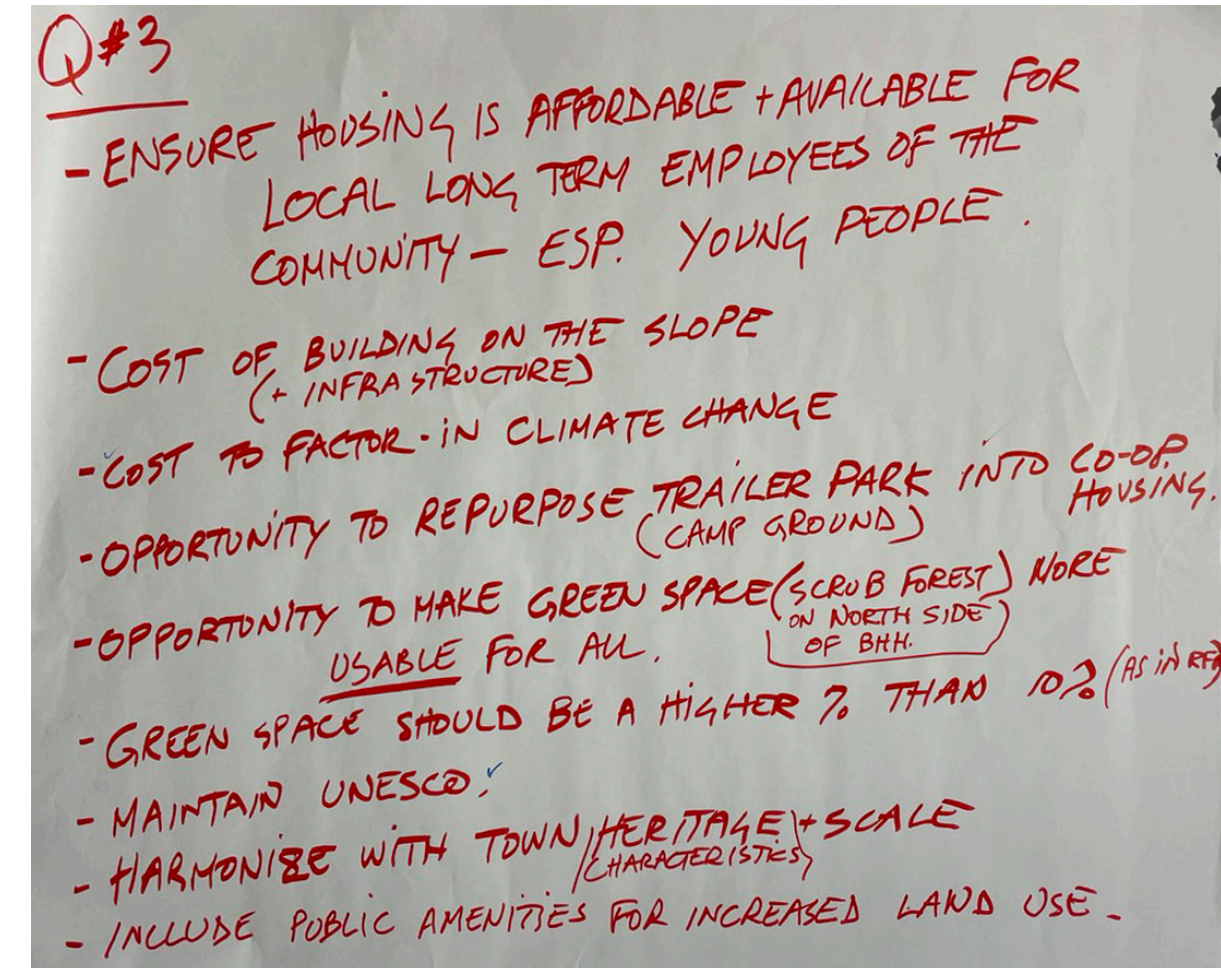 Q#3
- ENSURE HOUSING IS AFFORDABLE + AVAILABLE FOR
LOCAL LONG TERM EMPLOYEES OF THE
COMMUNITY - ESP. YOUNG PEOPLE.
- COST OF BUILDING ON THE SLOPE
(+ INFRASTRUCTURE)
- COST TO FACTOR-IN CLIMATE CHANGE
- OPPORTUNITY TO REPURPOSE TRAILER PARK INTO CO-OP
HOUSING.
(CAMP GROUND)
- OPPORTUNITY TO MAKE GREEN SPACE (SCRUB FOREST) MORE
ON NORTH SIDE
OF BHH.
USABLE FOR ALL.
- GREEN SPACE SHOULD BE A HIGHER % THAN 10% (AS IN
- MAINTAIN UNESCO.
- HARMONIZE WITH TOWN HERITAGE + SCALE
(CHARACTERISTICS)
- INCLUDE PUBLIC AMENITIES FOR INCREASED LAND USE.